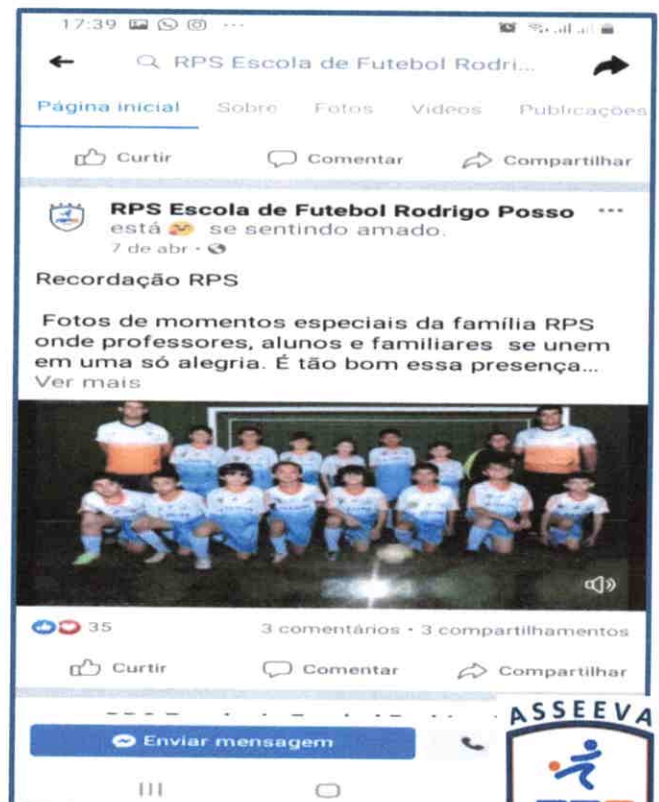 17:39
RPS Escola de Futebol Rodri...
Página inicial Sobre Fotos Vídeos Publicações
Curtir Comentar Compartilhar
RPS Escola de Futebol Rodrigo Posso ...
está se sentindo amado.
7 de abr
Recordação RPS
Fotos de momentos especiais da família RPS
onde professores, alunos e familiares se unem
em uma só alegria. É tão bom essa presença...
Ver mais
35 3 comentários • 3 compartilhamentos
Curtir Comentar Compartilhar
Enviar mensagem
ASSEEVA